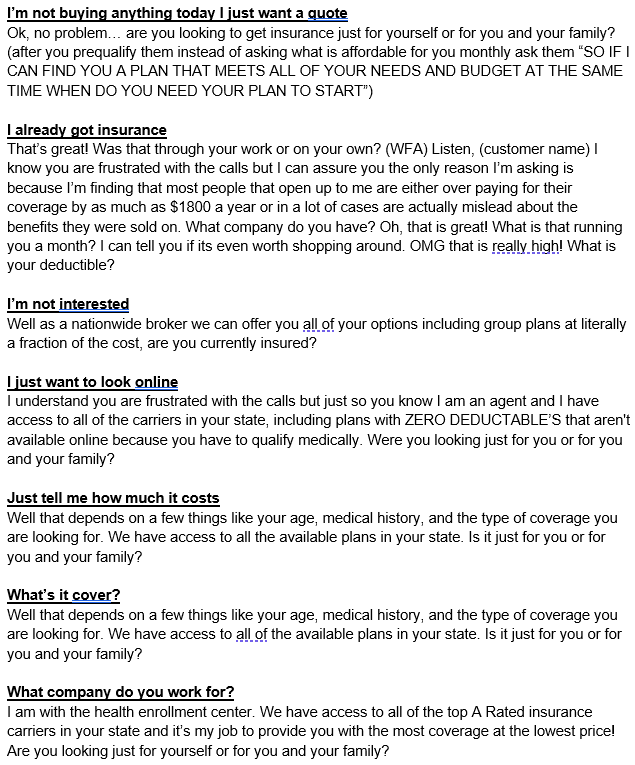 I’m not buying anything today I just want a quote
Ok, no problem… are you looking to get insurance just for yourself or for you and your family?
(after you prequalify them instead of asking what is affordable for you monthly ask them “SO IF I
CAN FIND YOU A PLAN THAT MEETS ALL OF YOUR NEEDS AND BUDGET AT THE SAME
TIME WHEN DO YOU NEED YOUR PLAN TO START”)
I already got insurance
That’s great! Was that through your work or on your own? (WFA) Listen, (customer name) I
know you are frustrated with the calls but I can assure you the only reason I’m asking is
because I’m finding that most people that open up to me are either over paying for their
coverage by as much as $1800 a year or in a lot of cases are actually mislead about the
benefits they were sold on. What company do you have? Oh, that is great! What is that running
you a month? I can tell you if its even worth shopping around. OMG that is really high! What is
your deductible?
I’m not interested
Well as a nationwide broker we can offer you all of your options including group plans at literally
a fraction of the cost, are you currently insured?
I just want to look online
I understand you are frustrated with the calls but just so you know I am an agent and I have
access to all of the carriers in your state, including plans with ZERO DEDUCTABLE’S that aren't
available online because you have to qualify medically. Were you looking just for you or for you
and your family?
Just tell me how much it costs
Well that depends on a few things like your age, medical history, and the type of coverage you
are looking for. We have access to all the available plans in your state. Is it just for you or for
you and your family?
What’s it cover?
Well that depends on a few things like your age, medical history, and the type of coverage you
are looking for. We have access to all of the available plans in your state. Is it just for you or for
you and your family?
What company do you work for?
I am with the health enrollment center. We have access to all of the top A Rated insurance
carriers in your state and it’s my job to provide you with the most coverage at the lowest price!
Are you looking just for yourself or for you and your family?